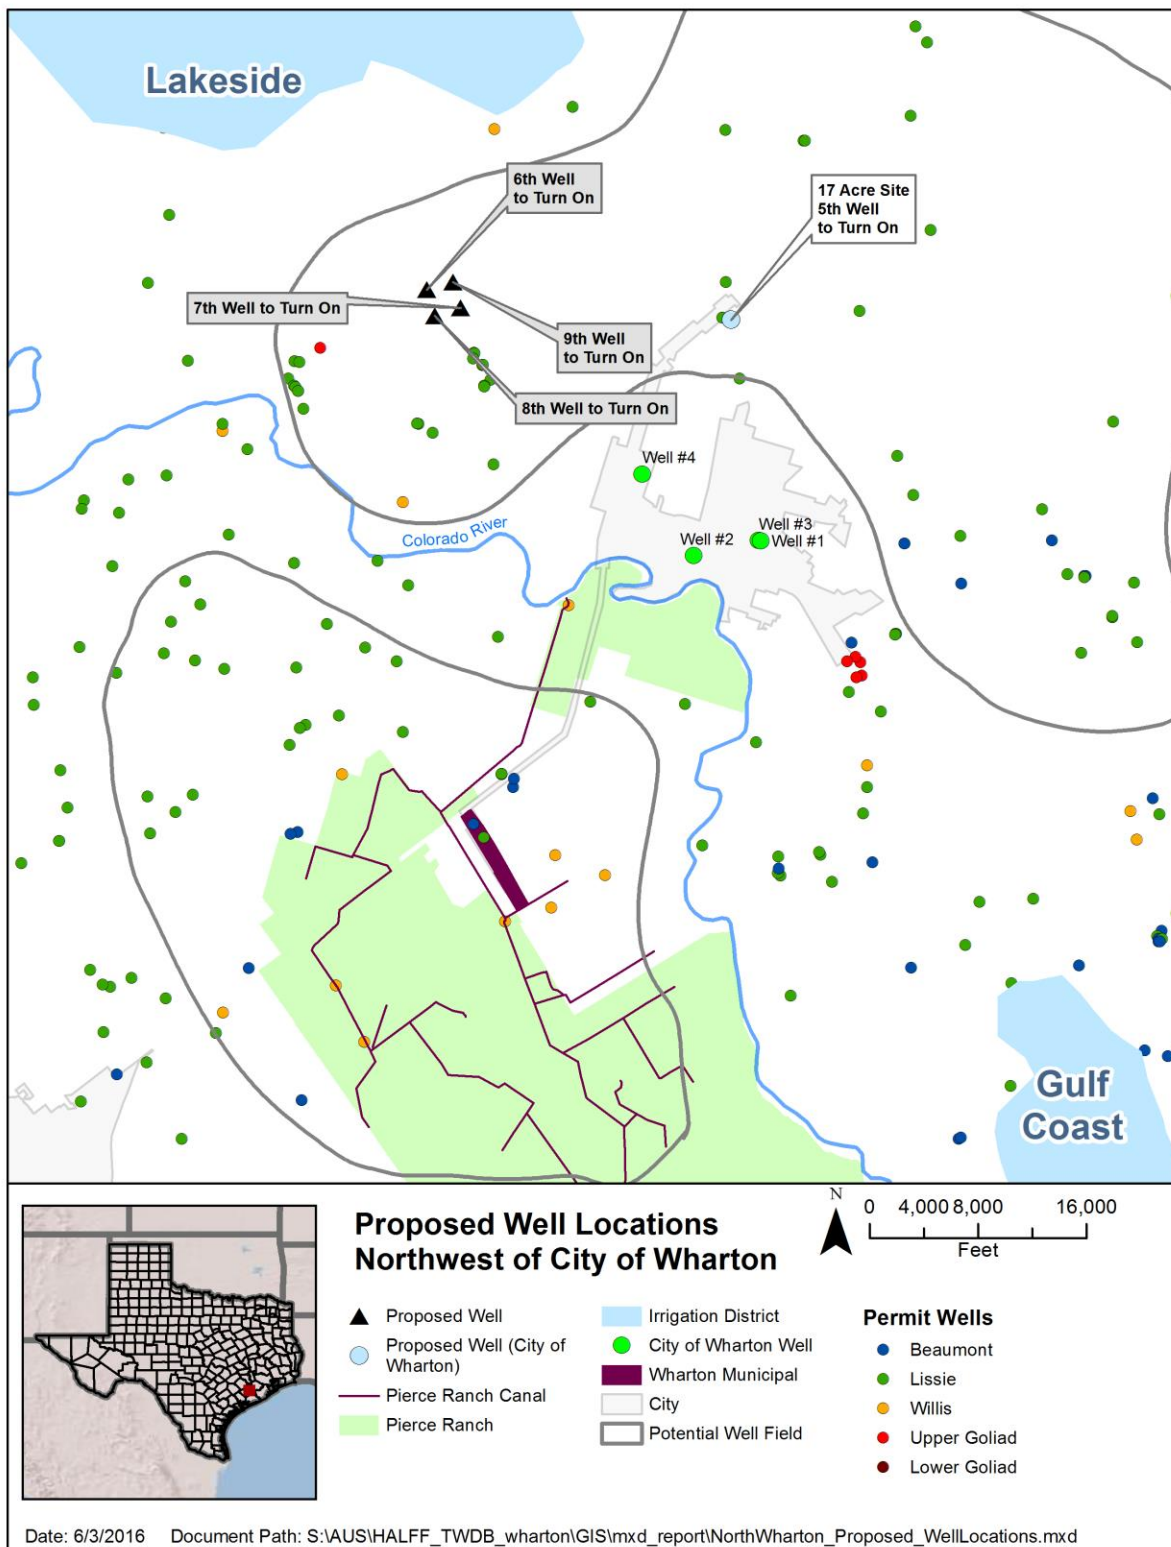 Lakeside
6th Well
to Turn On
17 Acre Site
5th Well
to Turn On
7th Well to Turn On
9th Well
to Turn On
8th Well to Turn On
Well #4
Well #3
Well #2
Well #1
Colorado River
Gulf
Coast
Proposed Well Locations
Northwest of City of Wharton
N
0 4,000 8,000 16,000
Feet
Proposed Well
Proposed Well (City of
Wharton)
Pierce Ranch Canal
Pierce Ranch
Irrigation District
City of Wharton Well
Wharton Municipal
City
Potential Well Field
Permit Wells
Beaumont
Lissie
Willis
Upper Goliad
Lower Goliad
Date: 6/3/2016 Document Path: S:\AUS\HALFF_TWDB_wharton\GIS\mxd_report\NorthWharton_Proposed_WellLocations.mxd